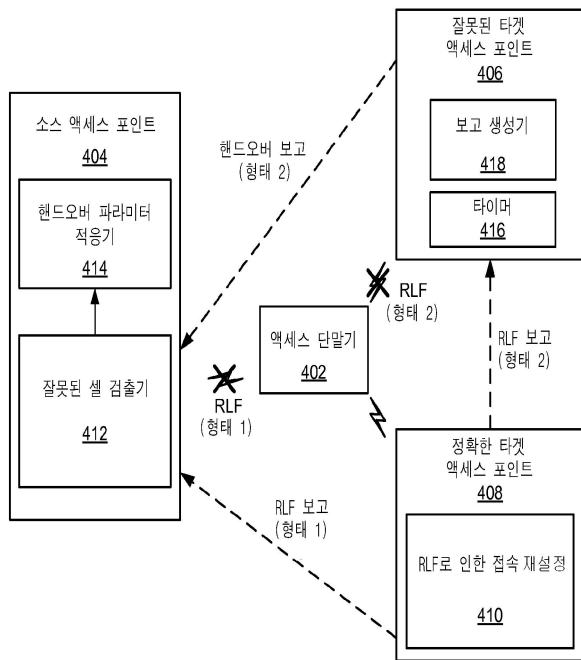 잘못된 타겟
액세스 포인트
406
보고 생성기
418
타이머
416
소스 액세스 포인트
404
핸드오버 파라미터
적응기
414
잘못된 셀 검출기
412
핸드오버 보고
(형태 2)
RLF
(형태 2)
액세스 단말기
402
RLF
(형태 1)
RLF 보고
(형태 2)
RLF 보고
(형태 1)
정확한 타겟
액세스 포인트
408
RLF로 인한 접속 재설정
410